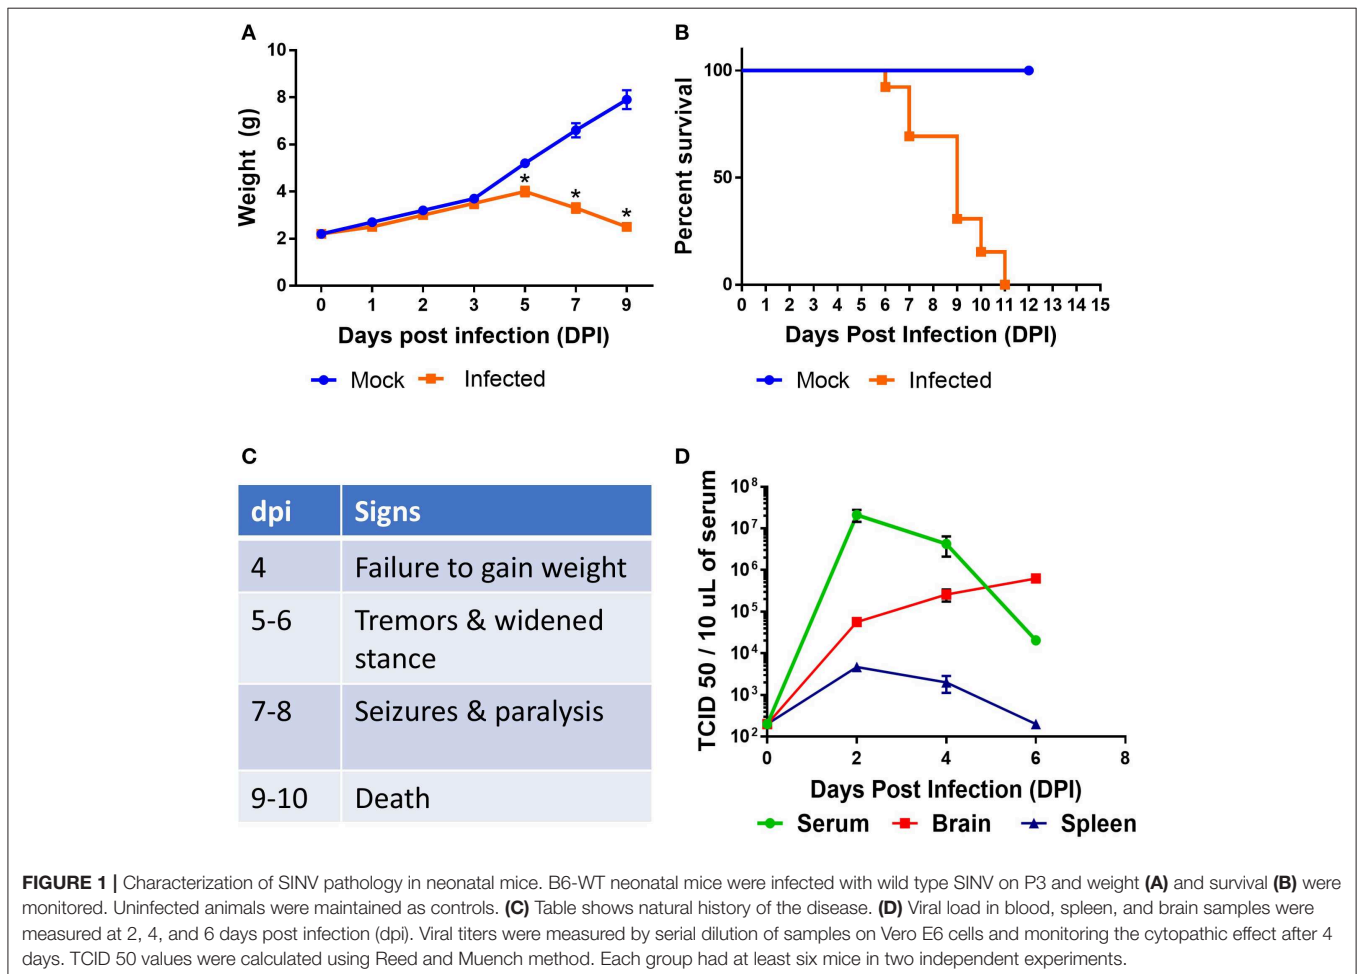 A
10
8
6
4
2
0
Weight (g)
*
*
*
0 1 2 3 5 7 9
Days post infection (DPI)
Mock Infected
B
100
50
0
Percent survival
0 1 2 3 4 5 6 7 8 9 10 11 12 13 14 15
Days Post Infection (DPI)
Mock Infected
C
dpi Signs
4 Failure to gain weight
5-6 Tremors & widened
stance
7-8 Seizures & paralysis
9-10 Death
D
10⁸
10⁷
10⁶
10⁵
10⁴
10³
10²
TCID 50 / 10 uL of serum
0 2 4 6 8
Days Post Infection (DPI)
Serum Brain Spleen
FIGURE 1 | Characterization of SINV pathology in neonatal mice. B6-WT neonatal mice were infected with wild type SINV on P3 and weight (A) and survival (B) were
monitored. Uninfected animals were maintained as controls. (C) Table shows natural history of the disease. (D) Viral load in blood, spleen, and brain samples were
measured at 2, 4, and 6 days post infection (dpi). Viral titers were measured by serial dilution of samples on Vero E6 cells and monitoring the cytopathic effect after 4
days. TCID 50 values were calculated using Reed and Muench method. Each group had at least six mice in two independent experiments.